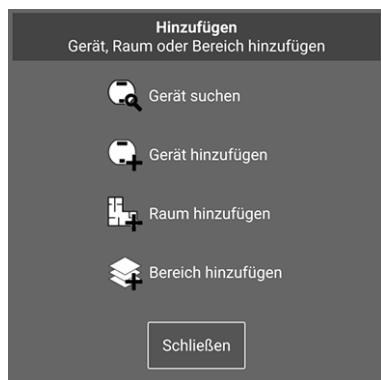 Hinzufügen
Gerät, Raum oder Bereich hinzufügen
Gerät suchen
Gerät hinzufügen
Raum hinzufügen
Bereich hinzufügen
Schließen